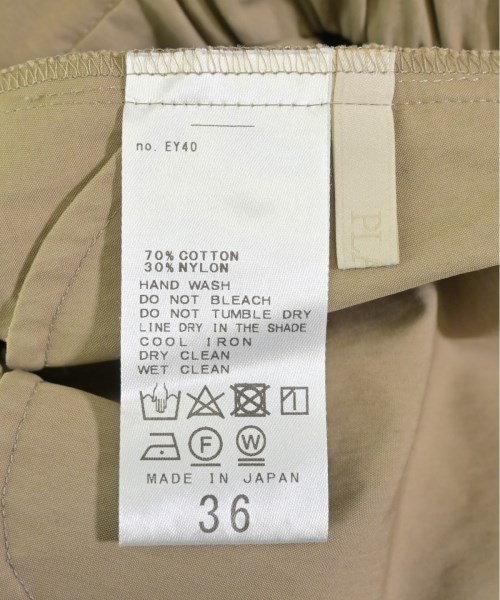 no. EY40
70% COTTON
30% NYLON
HAND WASH
DO NOT BLEACH
DO NOT TUMBLE DRY
LINE DRY IN THE SHADE
COOL IRON
DRY CLEAN
WET CLEAN
F W
MADE IN JAPAN
36
PLA